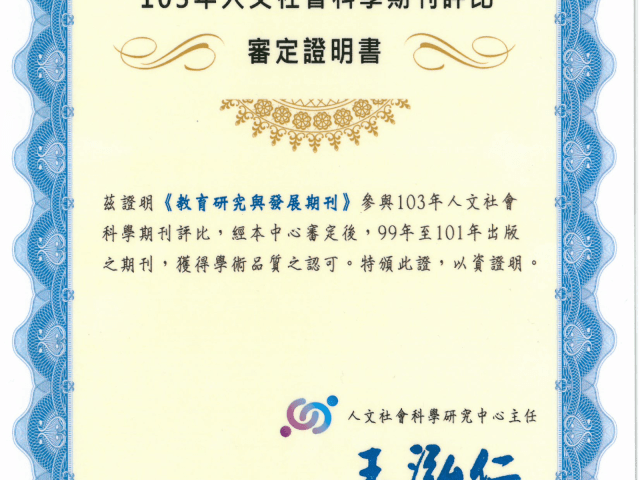 103年人文社會科學期刊評比
審定證明書
茲證明《教育研究與發展期刊》參與103年人文社會
科學期刊評比，經本中心審定後，99年至101年出版
之期刊，獲得學術品質之認可。特頒此證，以資證明。
人文社會科學研究中心主任
王泓仁